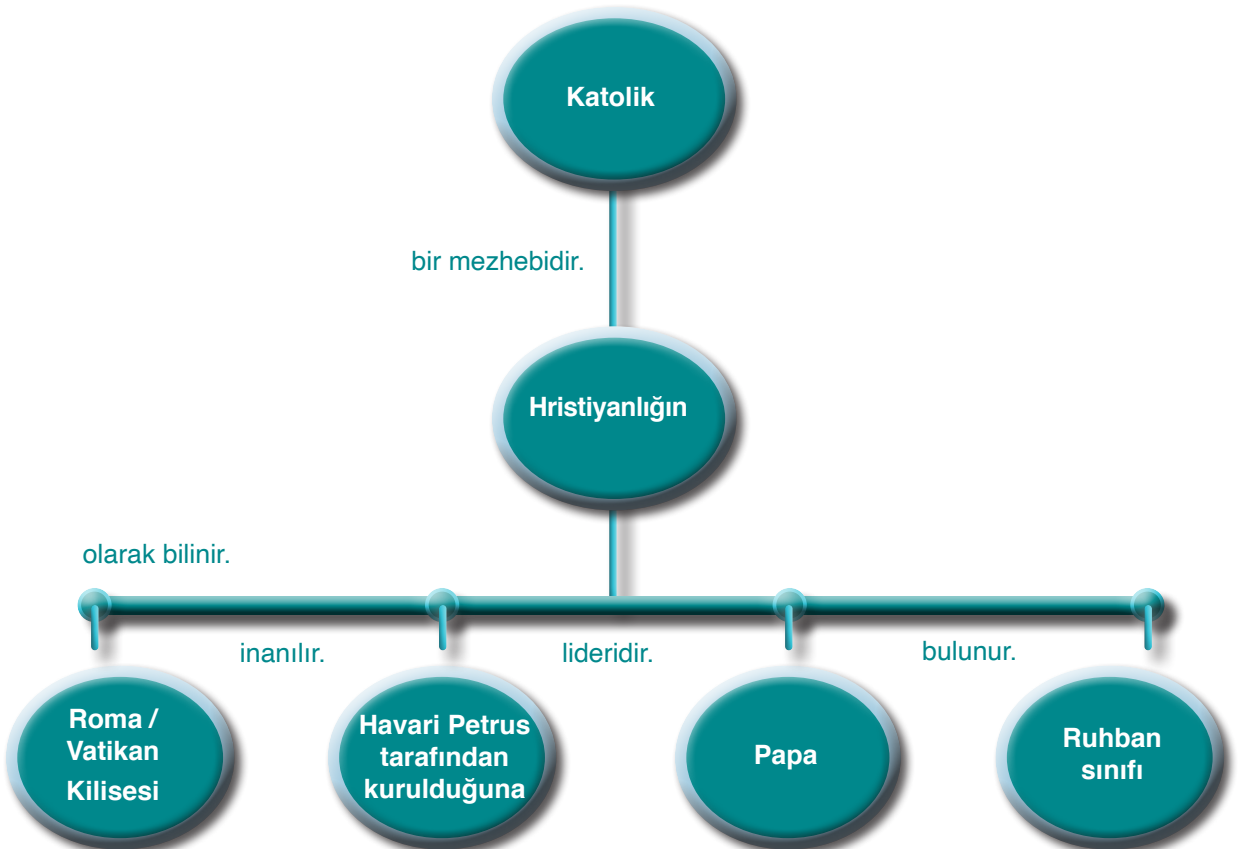 Katolik
bir mezhebidir.
Hristiyanlığın
olarak bilinir.
inanılır.
lideridir.
bulunur.
Roma /
Vatikan
Kilisesi
Havari Petrus
tarafından
kurulduğuna
Papa
Ruhban
sınıfı